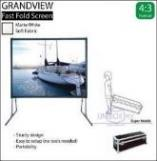 GRANDVIEW
Fast Fold Screen
4:3
Matte White
Soft Fabric
- Sturdy design
- Easy to setup (no tools needed)
- Portability